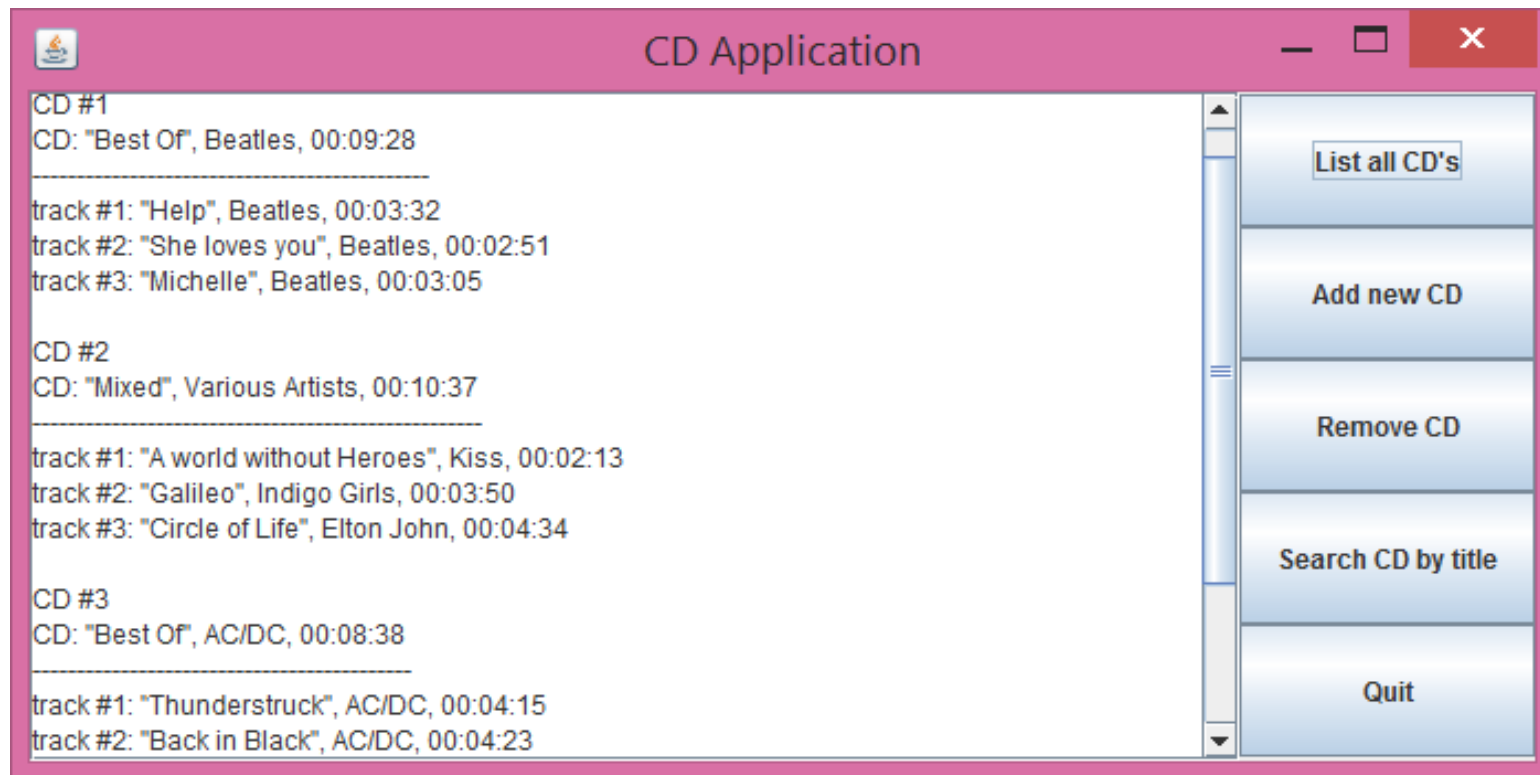 CD Application
CD #1
CD: "Best Of", Beatles, 00:09:28
--------------------------------------------
track #1: "Help", Beatles, 00:03:32
track #2: "She loves you", Beatles, 00:02:51
track #3: "Michelle", Beatles, 00:03:05
CD #2
CD: "Mixed", Various Artists, 00:10:37
--------------------------------------------------
track #1: "A world without Heroes", Kiss, 00:02:13
track #2: "Galileo", Indigo Girls, 00:03:50
track #3: "Circle of Life", Elton John, 00:04:34
CD #3
CD: "Best Of", AC/DC, 00:08:38
------------------------------------------
track #1: "Thunderstruck", AC/DC, 00:04:15
track #2: "Back in Black", AC/DC, 00:04:23
List all CD's
Add new CD
Remove CD
Search CD by title
Quit